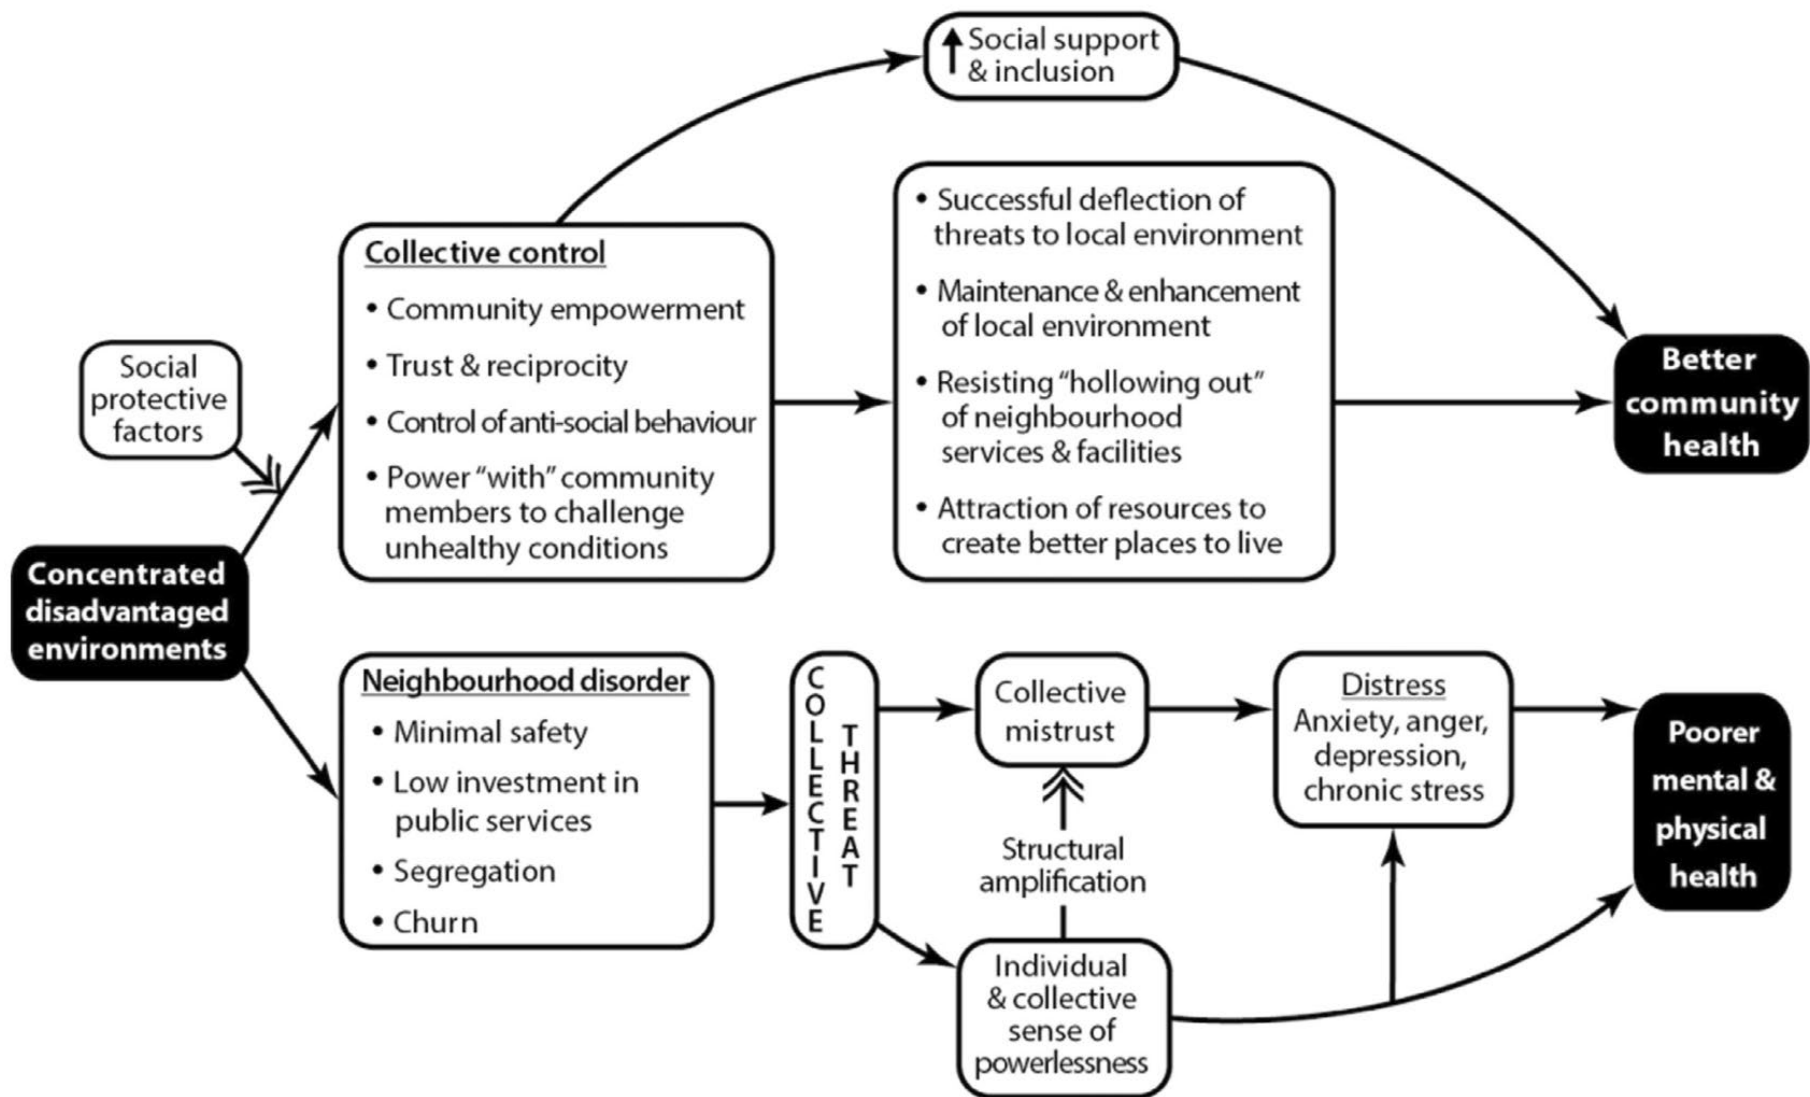 ↑ Social support
& inclusion
Collective control
• Community empowerment
• Trust & reciprocity
• Control of anti-social behaviour
• Power “with” community
members to challenge
unhealthy conditions
• Successful deflection of
threats to local environment
• Maintenance & enhancement
of local environment
• Resisting “hollowing out”
of neighbourhood
services & facilities
• Attraction of resources to
create better places to live
Better
community
health
Social
protective
factors
Concentrated
disadvantaged
environments
Neighbourhood disorder
• Minimal safety
• Low investment in
public services
• Segregation
• Churn
COLLECTIVE
THREAT
Collective
mistrust
Structural
amplification
Individual
& collective
sense of
powerlessness
Distress
Anxiety, anger,
depression,
chronic stress
Poorer
mental &
physical
health